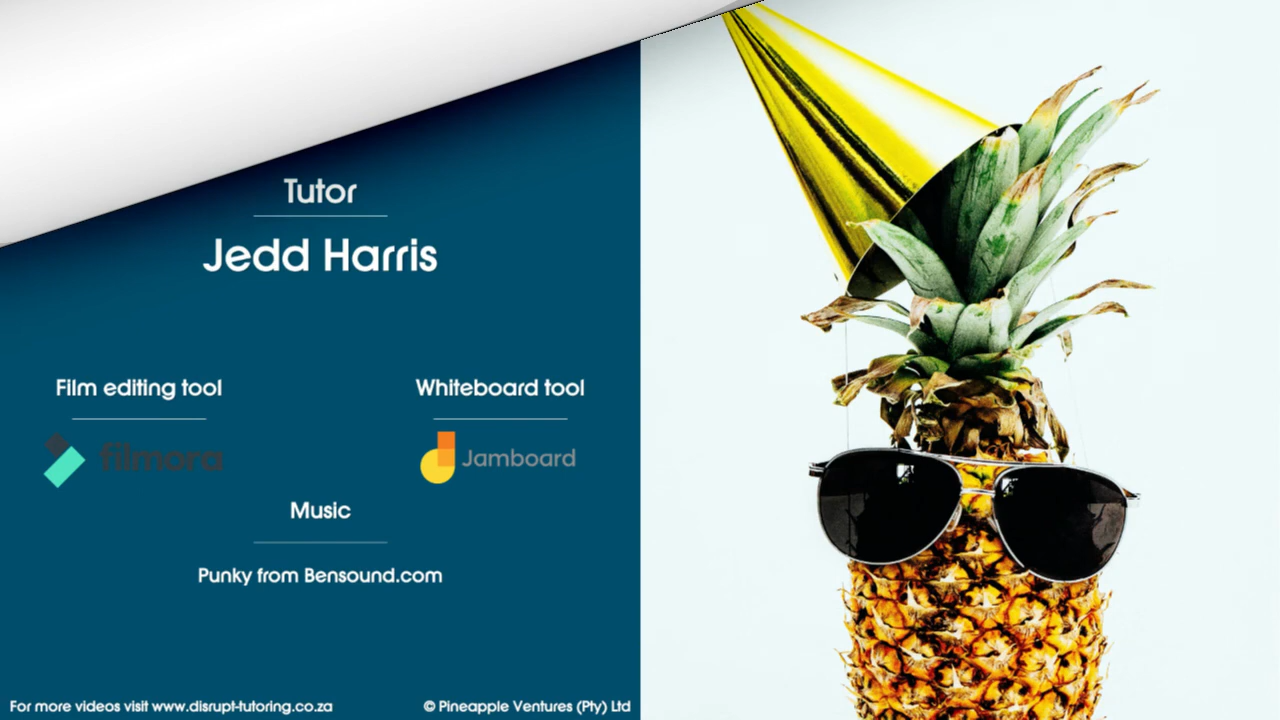 Tutor
Jedd Harris
Film editing tool
Whiteboard tool
filmora
Jamboard
Music
Punky from Bensound.com
For more videos visit www.disrupt-tutoring.co.za
© Pineapple Ventures (Pty) Ltd